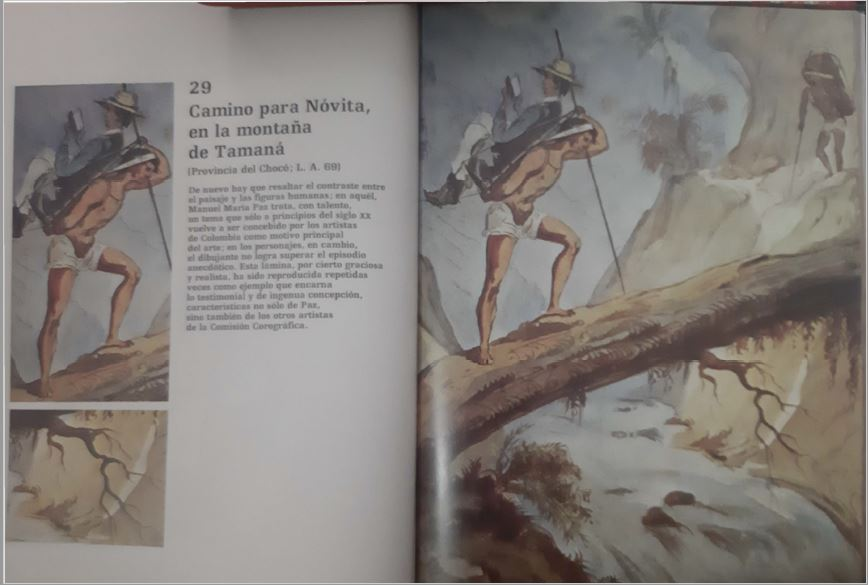 29
Camino para Nóvita,
en la montaña
de Tamaná
(Provincia del Chocó; L. A. 69)
De nuevo hay que resaltar el contraste entre
el paisaje y las figuras humanas; en aquél,
Manuel María Paz trata, con talento,
un tema que sólo a principios del siglo XX
vuelve a ser concebido por los artistas
de Colombia como motivo principal
del arte; en los personajes, en cambio,
el dibujante no logra superar el episodio
anecdótico. Esta lámina, por cierto graciosa
y realista, ha sido reproducida repetidas
veces como ejemplo que encarna
lo testimonial y de ingenua concepción,
características no sólo de Paz,
sino también de los otros artistas
de la Comisión Corográfica.